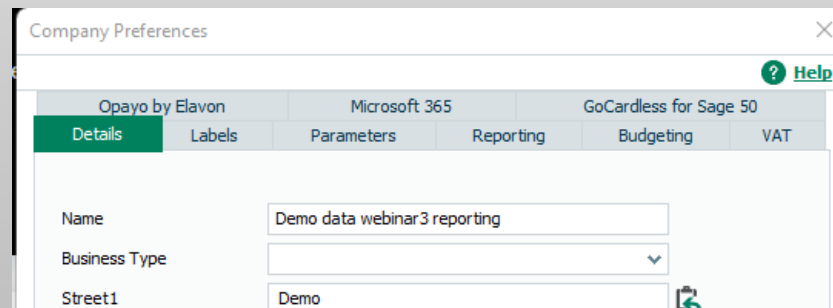 Company Preferences
Help
Opayo by Elavon Microsoft 365 GoCardless for Sage 50
Details Labels Parameters Reporting Budgeting VAT
Name Demo data webinar3 reporting
Business Type
Street1 Demo